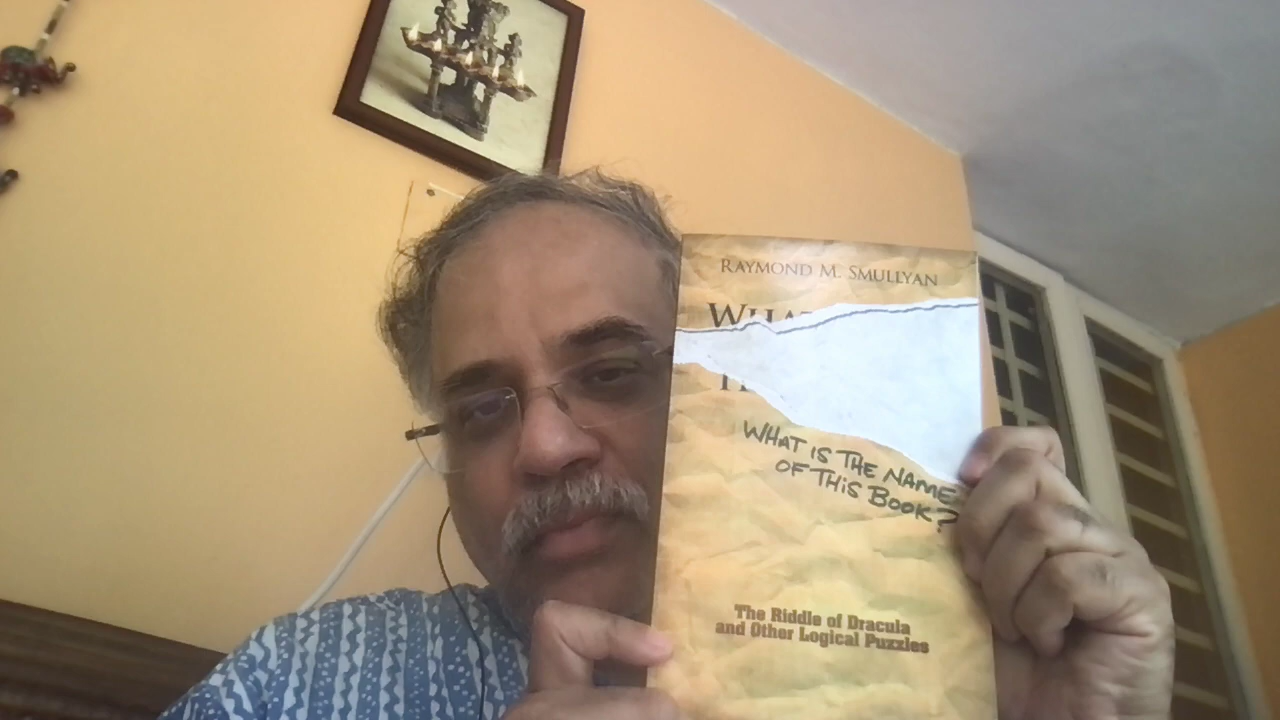 RAYMOND M. SMULLYAN
WHAT IS THE NAME
OF THIS BOOK?
The Riddle of Dracula
and Other Logical Puzzles